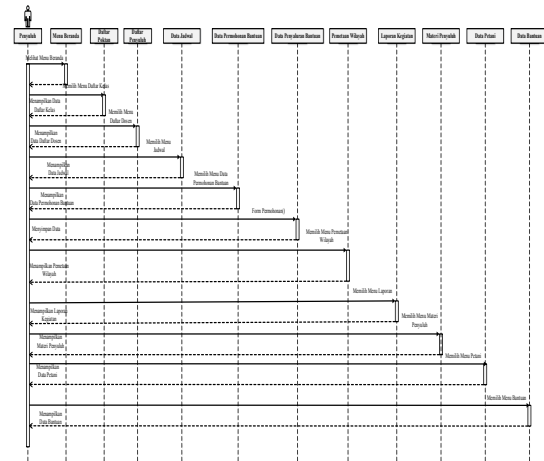 Penyuluh
Menu Beranda
Daftar
Poktan
Daftar
Penyuluh
Data Jadwal
Data Permohonan Bantuan
Data Penyaluran Bantuan
Pemetaan Wilayah
Laporan Kegiatan
Materi Penyuluh
Data Petani
Data Bantuan
Melihat Menu Beranda
Memilih Menu Daftar Kelas
Menampilkan Data
Daftar Kelas
Memilih Menu
Daftar Dosen
Menampilkan
Data Daftar Dosen
Memilih Menu
Jadwal
Menampilkan
Data Jadwal
Memilih Menu Data
Permohonan Bantuan
Menampilkan
Data Permohonan Bantuan
Form Permohonan)
Menyimpan Data
Memilih Menu Pemetaan
Wilayah
Menampilkan Pemetaan
Wilayah
Memilih Menu Laporan
Menampilkan Laporan
Kegiatan
Memilih Menu Materi
Penyuluh
Menampilkan
Materi Penyuluh
Memilih Menu Petani
Menampilkan
Data Petani
Memilih Menu Bantuan
Menampilkan
Data Bantuan